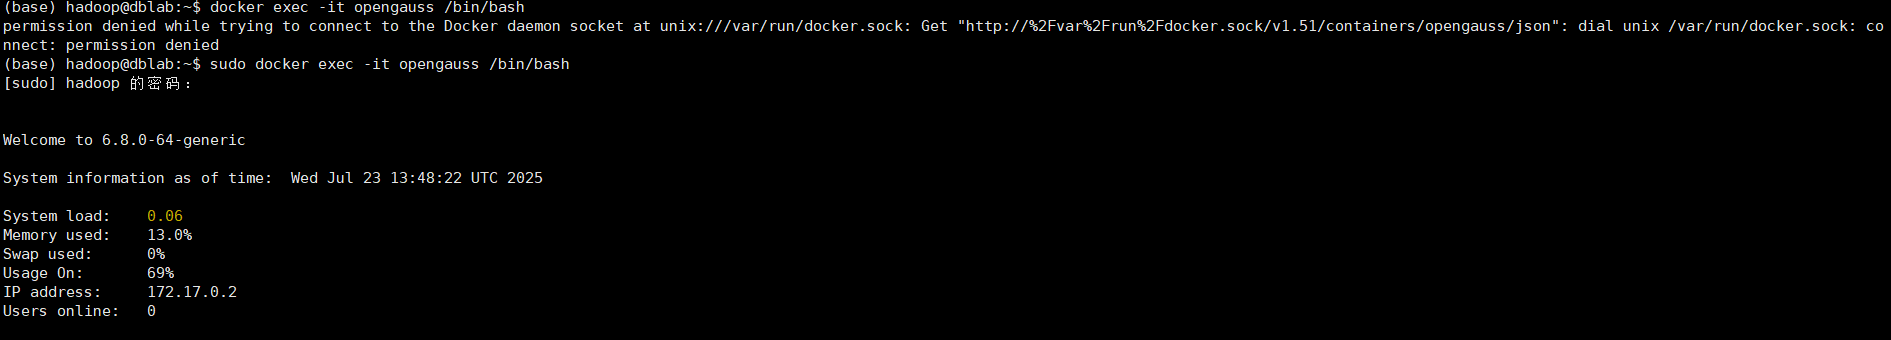 (base) hadoop@dblab:~$ docker exec -it opengauss /bin/bash
permission denied while trying to connect to the Docker daemon socket at unix:///var/run/docker.sock: Get "http://%2Fvar%2Frun%2Fdocker.sock/v1.51/containers/opengauss/json": dial unix /var/run/docker.sock: co
nnect: permission denied
(base) hadoop@dblab:~$ sudo docker exec -it opengauss /bin/bash
[sudo] hadoop 的密码：
Welcome to 6.8.0-64-generic
System information as of time:  Wed Jul 23 13:48:22 UTC 2025
System load:    0.06
Memory used:    13.0%
Swap used:      0%
Usage On:       69%
IP address:     172.17.0.2
Users online:   0